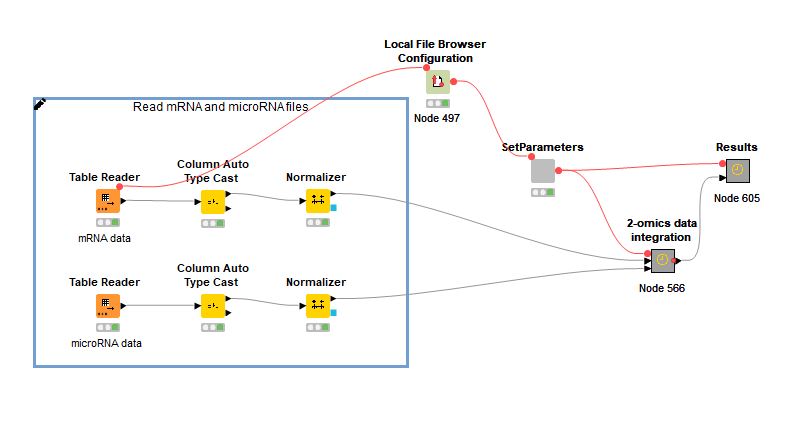 Local File Browser
Configuration
Node 497
Read mRNA and microRNA files
SetParameters
Results
Node 605
Table Reader
mRNA data
Column Auto
Type Cast
Normalizer
2-omics data
integration
Node 566
Table Reader
microRNA data
Column Auto
Type Cast
Normalizer